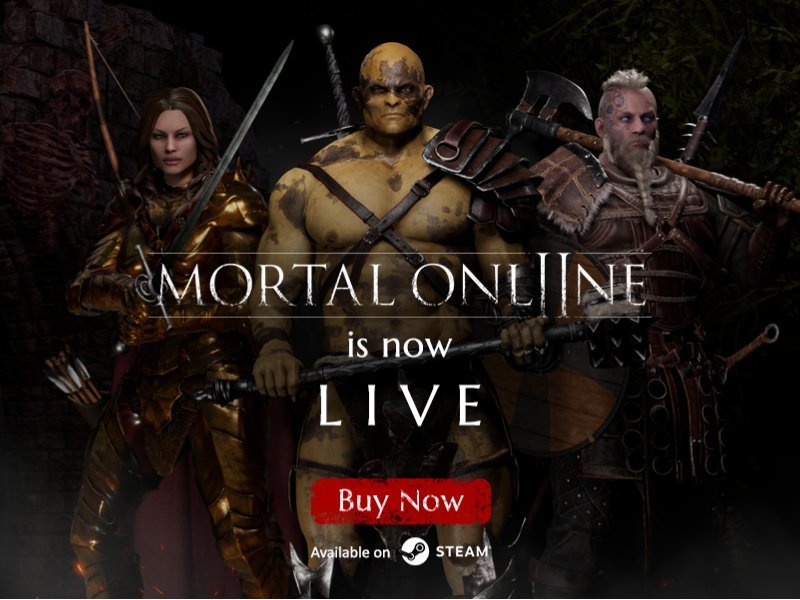 MORTAL ONLIINE
is now
LIVE
Buy Now
Available on STEAM